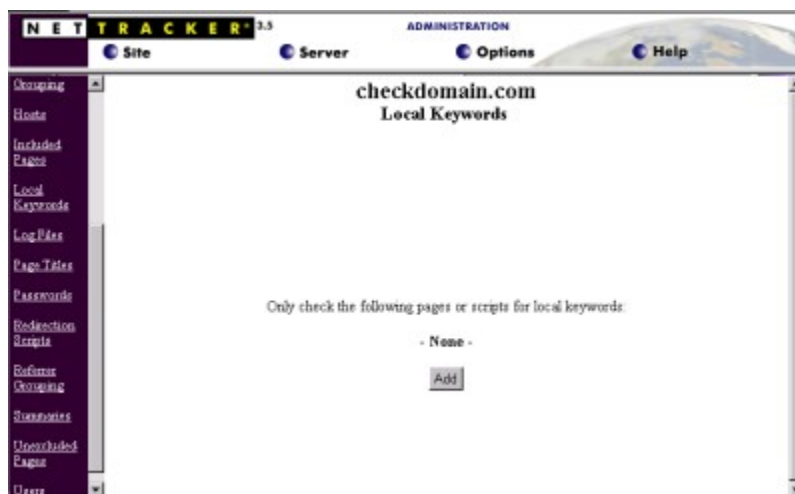 NET TRACKER® 3.5
ADMINISTRATION
Site Server Options Help
Grouping
Hosts
Included
Pages
Local
Keywords
Log Files
Page Titles
Passwords
Redirection
Scripts
Referrer
Grouping
Summaries
Unexcluded
Pages
Users
checkdomain.com
Local Keywords
Only check the following pages or scripts for local keywords:
- None -
Add